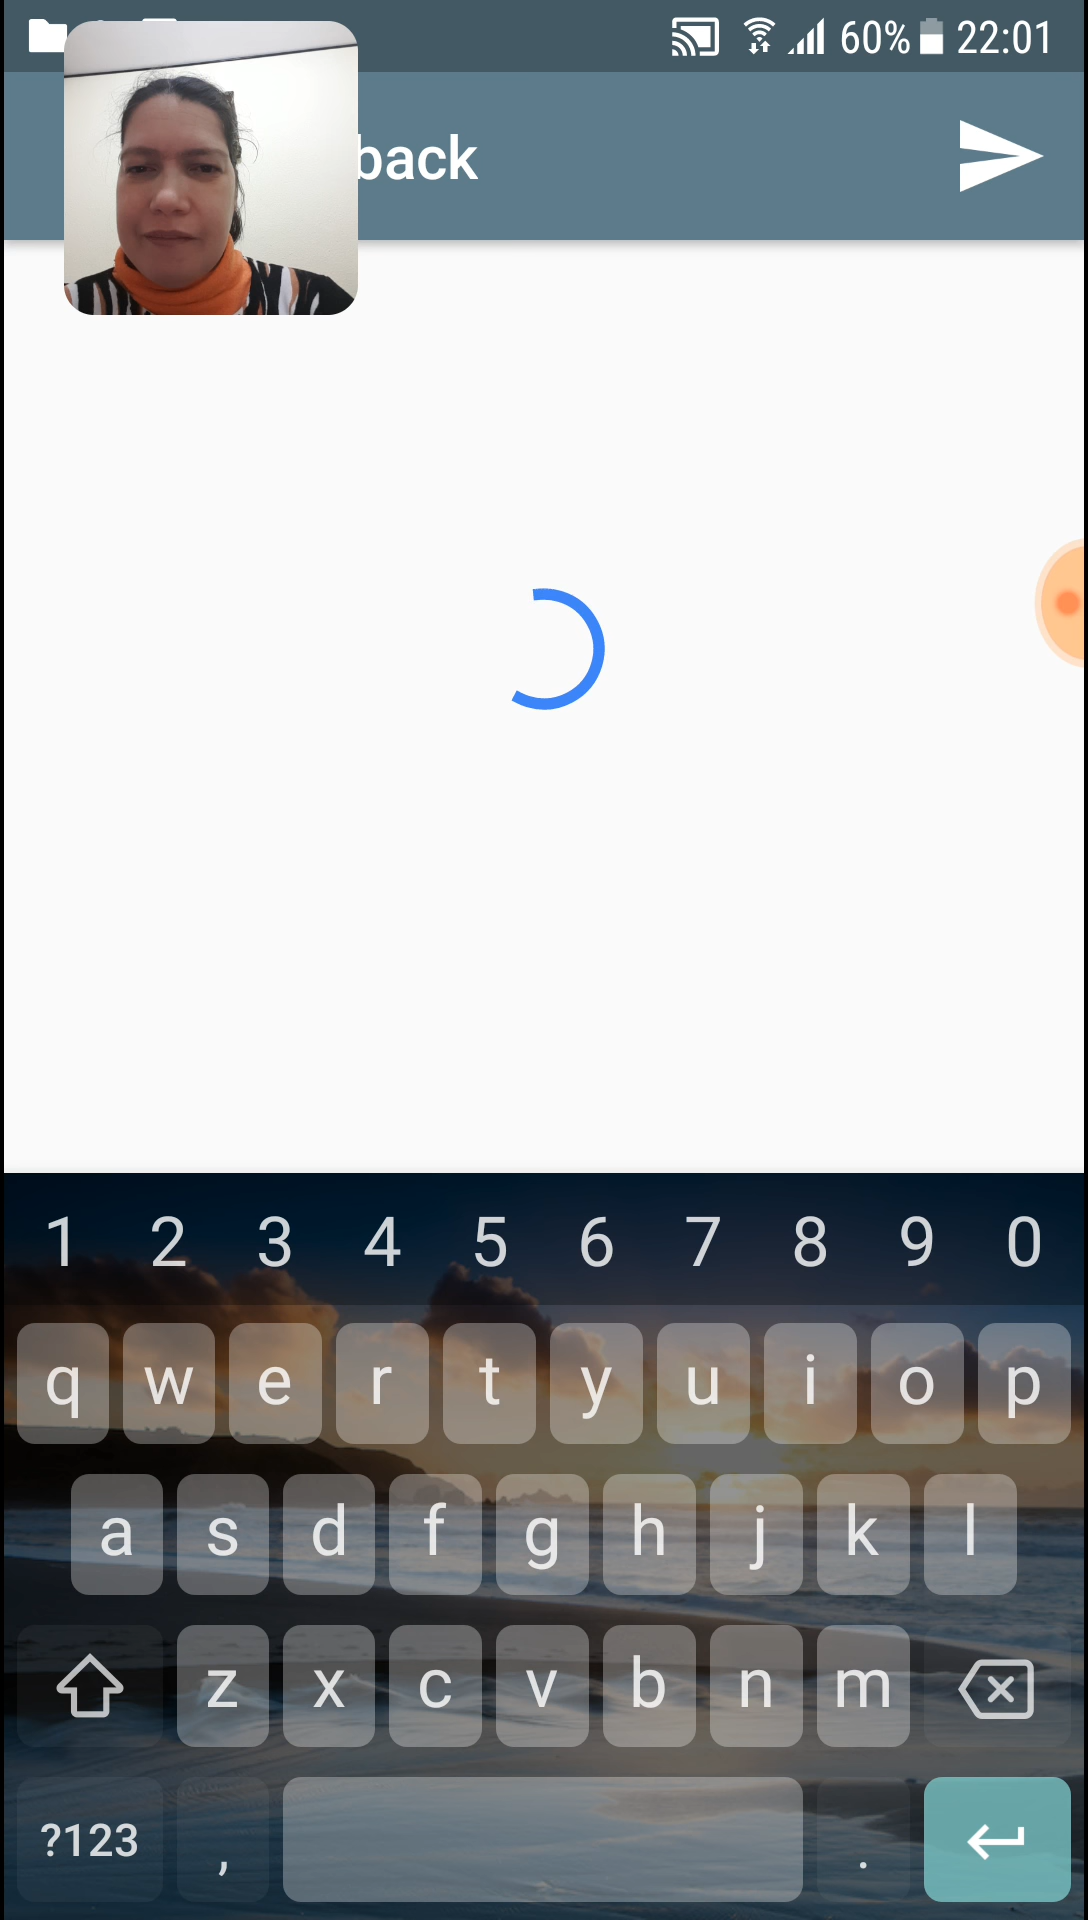 60% 22:01
back
1 2 3 4 5 6 7 8 9 0
q w e r t y u i o p
a s d f g h j k l
z x c v b n m
?123 , .